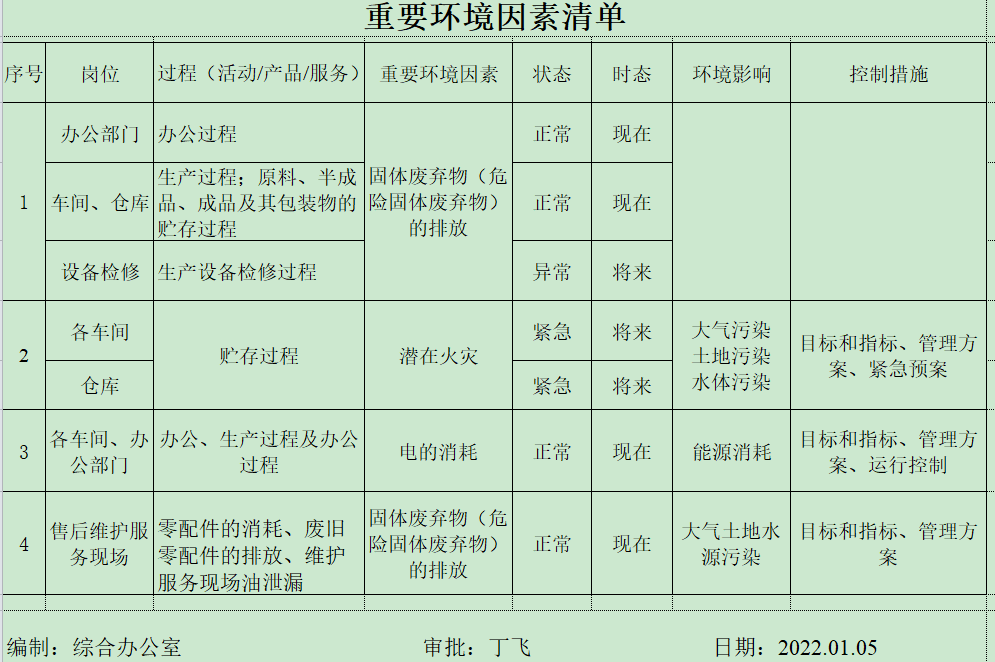 重要环境因素清单
序号 岗位 过程（活动/产品/服务） 重要环境因素 状态 时态 环境影响 控制措施
1
办公部门 办公过程 正常 现在
车间、仓库
生产过程；原料、半成
品、成品及其包装物的
贮存过程
固体废弃物（危
险固体废弃物）
的排放
正常 现在
设备检修 生产设备检修过程 异常 将来
2
各车间
仓库
贮存过程
潜在火灾
紧急 将来
紧急 将来
大气污染
土地污染
水体污染
目标和指标、管理方
案、紧急预案
3
各车间、办
公部门
办公、生产过程及办公
过程
电的消耗
正常 现在
能源消耗
目标和指标、管理方
案、运行控制
4
售后维护服
务现场
零配件的消耗、废旧
零配件的排放、维护
服务现场油泄漏
固体废弃物（危
险固体废弃物）
的排放
正常 现在
大气土地水
源污染
目标和指标、管理方
案
编制：综合办公室 审批：丁飞 日期：2022.01.05